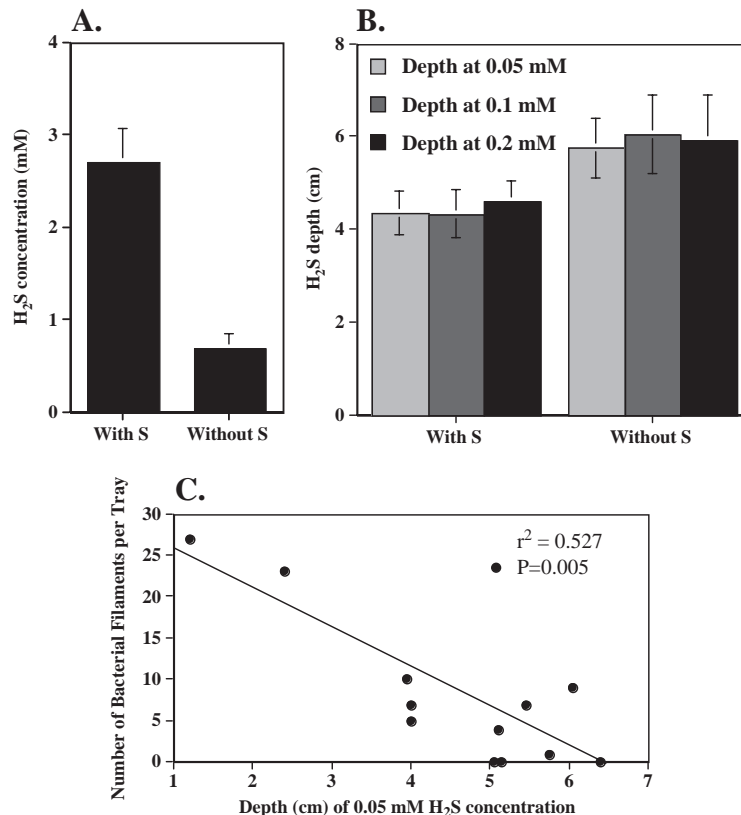 A.
H₂S concentration (mM)
4
3
2
1
0
With S
Without S
B.
H₂S depth (cm)
8
6
4
2
0
Depth at 0.05 mM
Depth at 0.1 mM
Depth at 0.2 mM
With S
Without S
C.
Number of Bacterial Filaments per Tray
30
25
20
15
10
5
0
r² = 0.527
P=0.005
1 2 3 4 5 6 7
Depth (cm) of 0.05 mM H₂S concentration